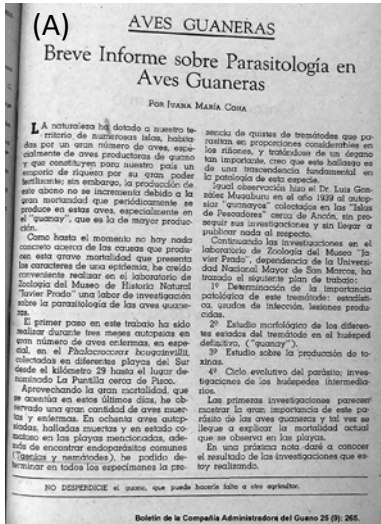 (A)
AVES GUANERAS
Breve Informe sobre Parasitología en
Aves Guaneras
POR IVANA MARÍA COHA
LA naturaleza ha dotado a nuestro te-
rritorio de numerosas islas, habita-
das por un gran número de aves, espe-
cialmente de aves productoras de guano
y que constituyen para nuestro país un
emporio de riqueza por su gran poder
fertilizante; sin embargo, la producción de
este abono no se incrementa debido a la
gran mortandad que periódicamente se
produce en estas aves, especialmente en
el "guanay", que es la de mayor produc-
ción.
Como hasta el momento no hay nada
concreto acerca de las causas que produ-
cen esta grave mortalidad que presenta
los caracteres de una epidemia, he creído
conveniente realizar en el laboratorio de
Zoología del Museo de Historia Natural
"Javier Prado" una labor de investigación
sobre la parasitología de las aves guane-
ras.
El primer paso en este trabajo ha sido
realizar durante tres meses autopsias en
gran número de aves enfermas, en espe-
cial, en el Phalacrocorax bougainvillii,
colectadas en diferentes playas del Sur
desde el kilómetro 29 hasta el lugar de-
nominado La Puntilla cerca de Pisco.
Aprovechando la gran mortalidad, que
se acentúa en estos últimos días, he ob-
servado una gran cantidad de aves muer-
tas y enfermas. En ochenta aves autop-
siadas, halladas muertas y en estado co-
matoso en las playas mencionadas, ade-
más de encontrar endoparásitos comunes
(Taenias y nemátodes), he podido de-
terminar en todos los especímenes la pre-
sencia de quistes de tremátodes que pa-
rasitan en proporciones considerables en
los riñones, y tratándose de un órgano
tan importante, creo que este hallazgo es
de una trascendencia fundamental en
la patología de esta especie.
Igual observación hizo el Dr. Luis Gon-
zález Mugaburu en el año 1939 al autop-
siar "guanayes" colectados en las "Islas
de Pescadores" cerca de Ancón, sin pro-
seguir sus investigaciones y sin llegar a
publicar nada al respecto.
Continuando las investigaciones en el
laboratorio de Zoología del Museo "Ja-
vier Prado", dependencia de la Universi-
dad Nacional Mayor de San Marcos, ha
trazado el siguiente plan de trabajo:
1º Determinación de la importancia
patológica de este tremátode: estadísti-
ca, grados de infección, lesiones produ-
cidas.
2º Estudio morfológico de los diferen-
tes estados del tremátode en el huésped
definitivo, ("guanay").
3º Estudio sobre la producción de to-
xinas.
4º Ciclo evolutivo del parásito; inves-
tigaciones de los huéspedes intermedia-
rios.
Las primeras investigaciones parecen
mostrar la gran importancia de este pa-
rásito de las aves guaneras y tal vez se
llegue a explicar la mortalidad actual
que se observa en las playas.
En una próxima nota daré a conocer
el resultado de las investigaciones que es-
toy realizando.
NO DESPERDICIE el guano, que puede hacerle falta a otro agricultor.
Boletín de la Compañía Administradora del Guano 25 (9): 265.